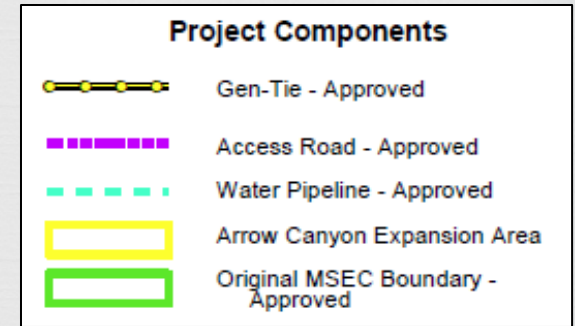 Project Components
Gen-Tie - Approved
Access Road - Approved
Water Pipeline - Approved
Arrow Canyon Expansion Area
Original MSEC Boundary -
Approved